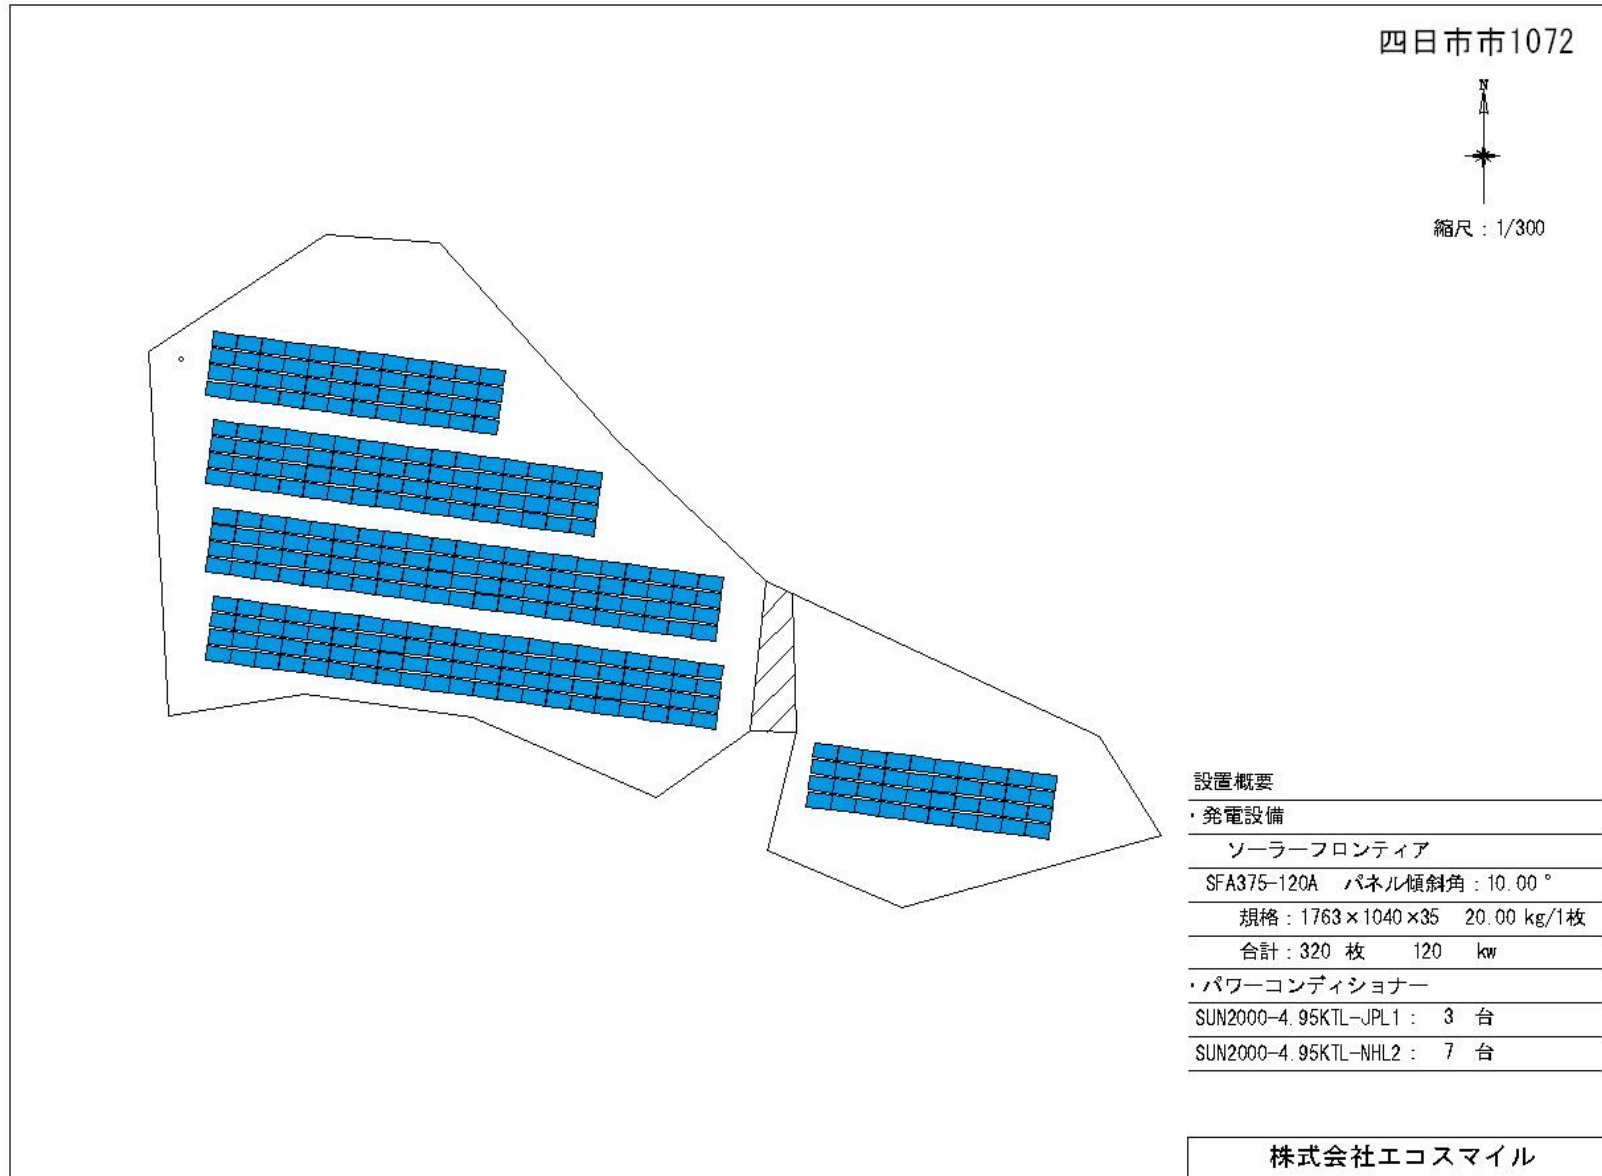 四日市市1072
N
縮尺：1/300
設置概要
・発電設備
ソーラーフロンティア
SFA375-120A パネル傾斜角：10.00°
規格：1763×1040×35 20.00 kg/1枚
合計：320 枚 120 kw
・パワーコンディショナー
SUN2000-4.95KTL-JPL1： 3 台
SUN2000-4.95KTL-NHL2： 7 台
株式会社エコスマイル